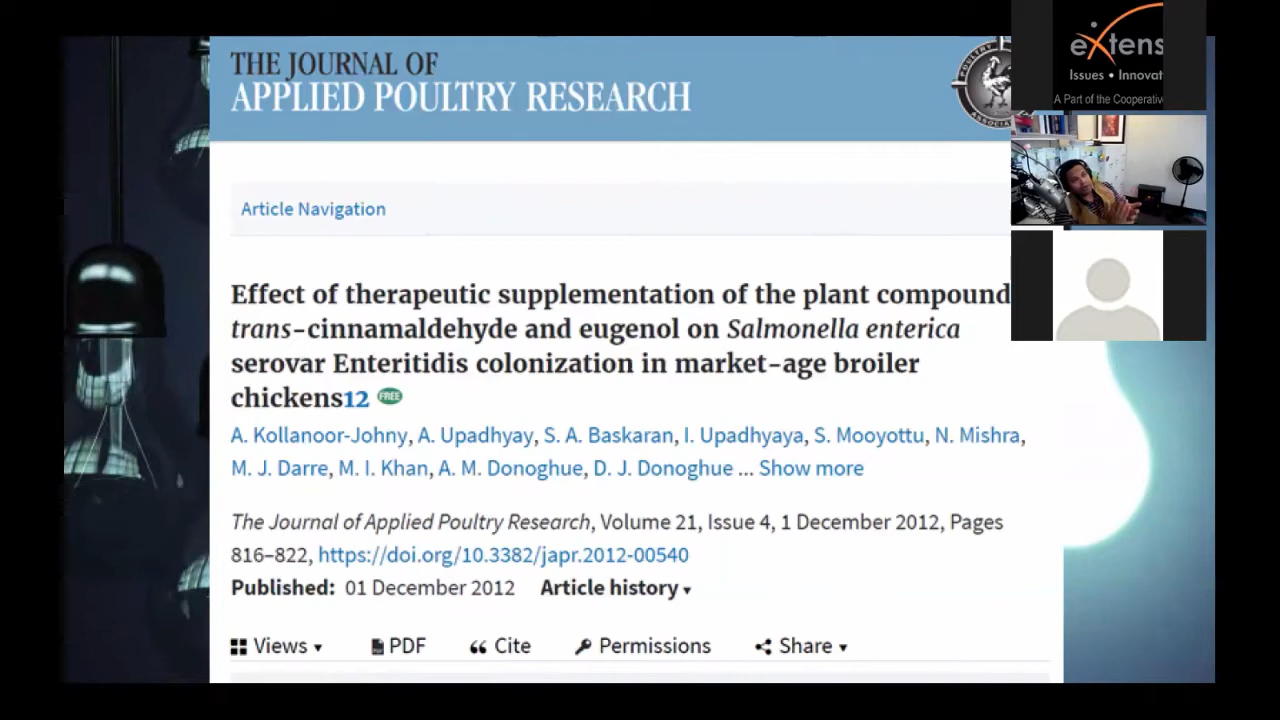 THE JOURNAL OF
APPLIED POULTRY RESEARCH
POULTRY
eXtens
Issues • Innovat
A Part of the Cooperativ
Article Navigation
Effect of therapeutic supplementation of the plant compound
trans-cinnamaldehyde and eugenol on Salmonella enterica
serovar Enteritidis colonization in market-age broiler
chickens12 FREE
A. Kollanoor-Johny, A. Upadhyay, S. A. Baskaran, I. Upadhyaya, S. Mooyottu, N. Mishra,
M. J. Darre, M. I. Khan, A. M. Donoghue, D. J. Donoghue ... Show more
The Journal of Applied Poultry Research, Volume 21, Issue 4, 1 December 2012, Pages
816–822, https://doi.org/10.3382/japr.2012-00540
Published: 01 December 2012 Article history
Views PDF Cite Permissions Share